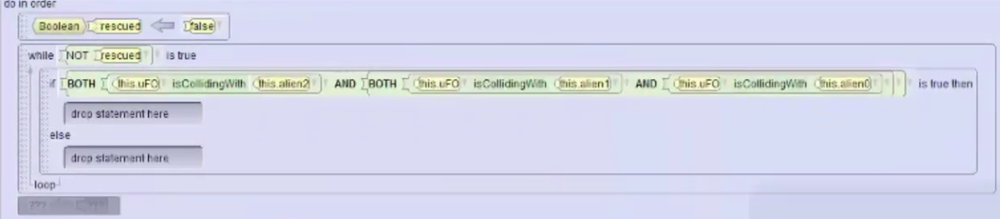 do in order
Boolean rescued false
while NOT rescued is true
if BOTH this.uFO isCollidingWith this.alien2 AND BOTH this.uFO isCollidingWith this.alien1 AND this.uFO isCollidingWith this.alien0 is true then
drop statement here
else
drop statement here
loop
???